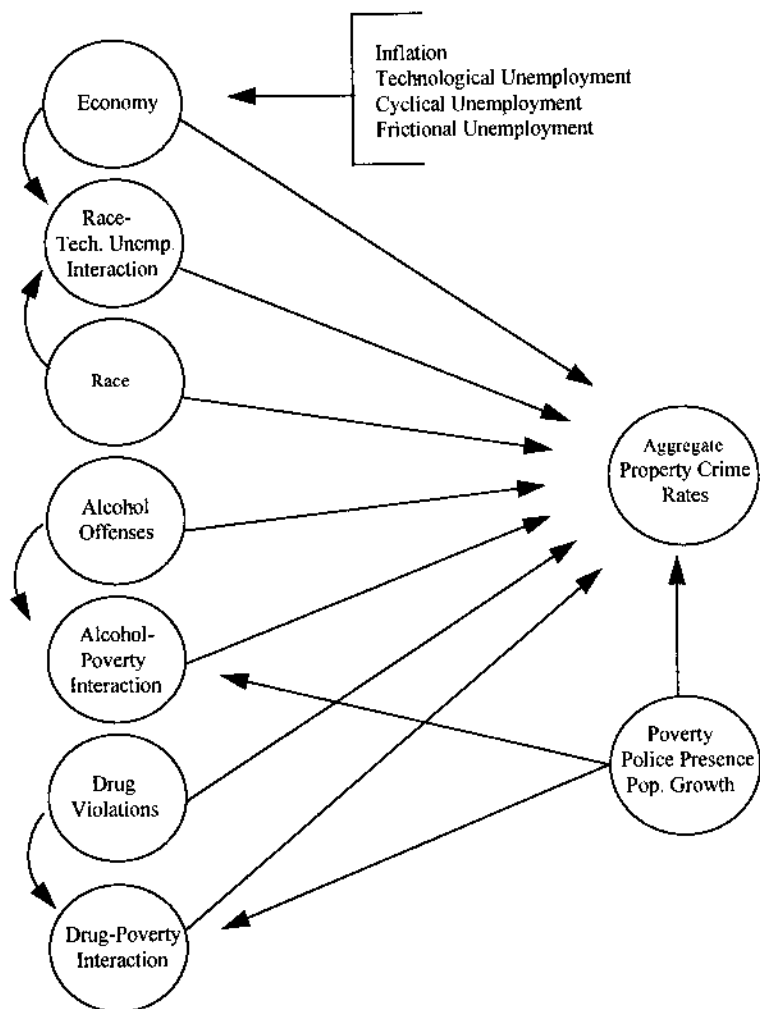 Inflation
Technological Unemployment
Cyclical Unemployment
Frictional Unemployment
Economy
Race-
Tech. Unemp.
Interaction
Race
Alcohol
Offenses
Alcohol-
Poverty
Interaction
Drug
Violations
Drug-Poverty
Interaction
Aggregate
Property Crime
Rates
Poverty
Police Presence
Pop. Growth